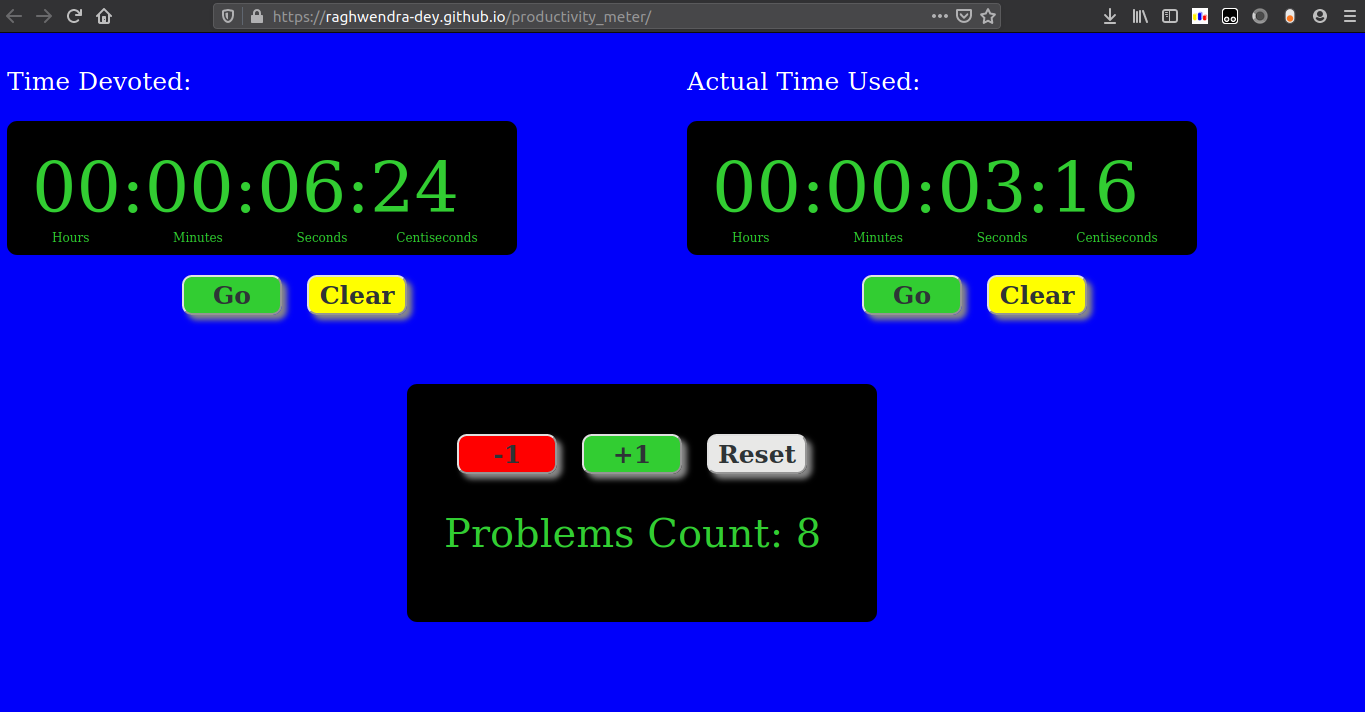 https://raghwendra-dey.github.io/productivity_meter/
Time Devoted:
00:00:06:24
Hours Minutes Seconds Centiseconds
Go Clear
Actual Time Used:
00:00:03:16
Hours Minutes Seconds Centiseconds
Go Clear
-1 +1 Reset
Problems Count: 8